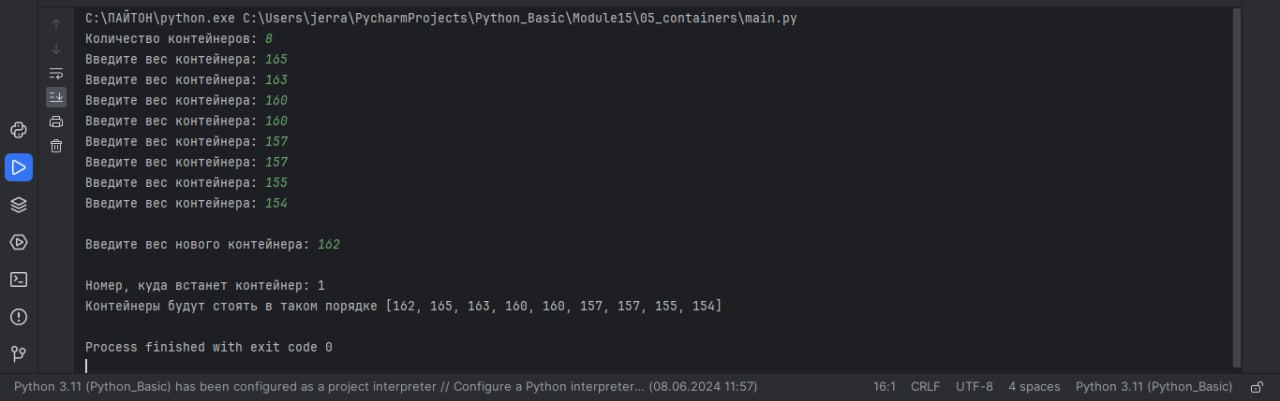 C:\ПАЙТОН\python.exe C:\Users\jerra\PycharmProjects\Python_Basic\Module15\05_containers\main.py
Количество контейнеров: 8
Введите вес контейнера: 165
Введите вес контейнера: 163
Введите вес контейнера: 160
Введите вес контейнера: 160
Введите вес контейнера: 157
Введите вес контейнера: 157
Введите вес контейнера: 155
Введите вес контейнера: 154
Введите вес нового контейнера: 162
Номер, куда встанет контейнер: 1
Контейнеры будут стоять в таком порядке [162, 165, 163, 160, 160, 157, 157, 155, 154]
Process finished with exit code 0
Python 3.11 (Python_Basic) has been configured as a project interpreter // Configure a Python interpreter... (08.06.2024 11:57) 16:1 CRLF UTF-8 4 spaces Python 3.11 (Python_Basic)